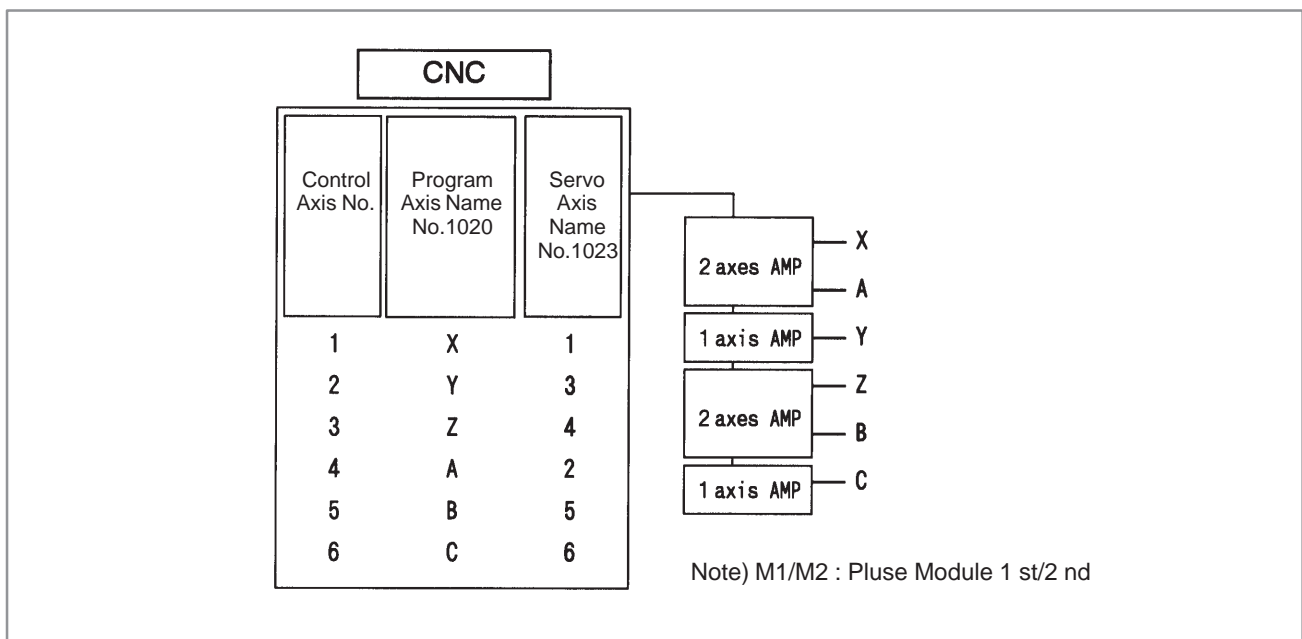 CNC
Control Axis No.
Program Axis Name No.1020
Servo Axis Name No.1023
1 X 1
2 Y 3
3 Z 4
4 A 2
5 B 5
6 C 6
2 axes AMP
X
A
1 axis AMP
Y
2 axes AMP
Z
B
1 axis AMP
C
Note) M1/M2 : Pluse Module 1 st/2 nd